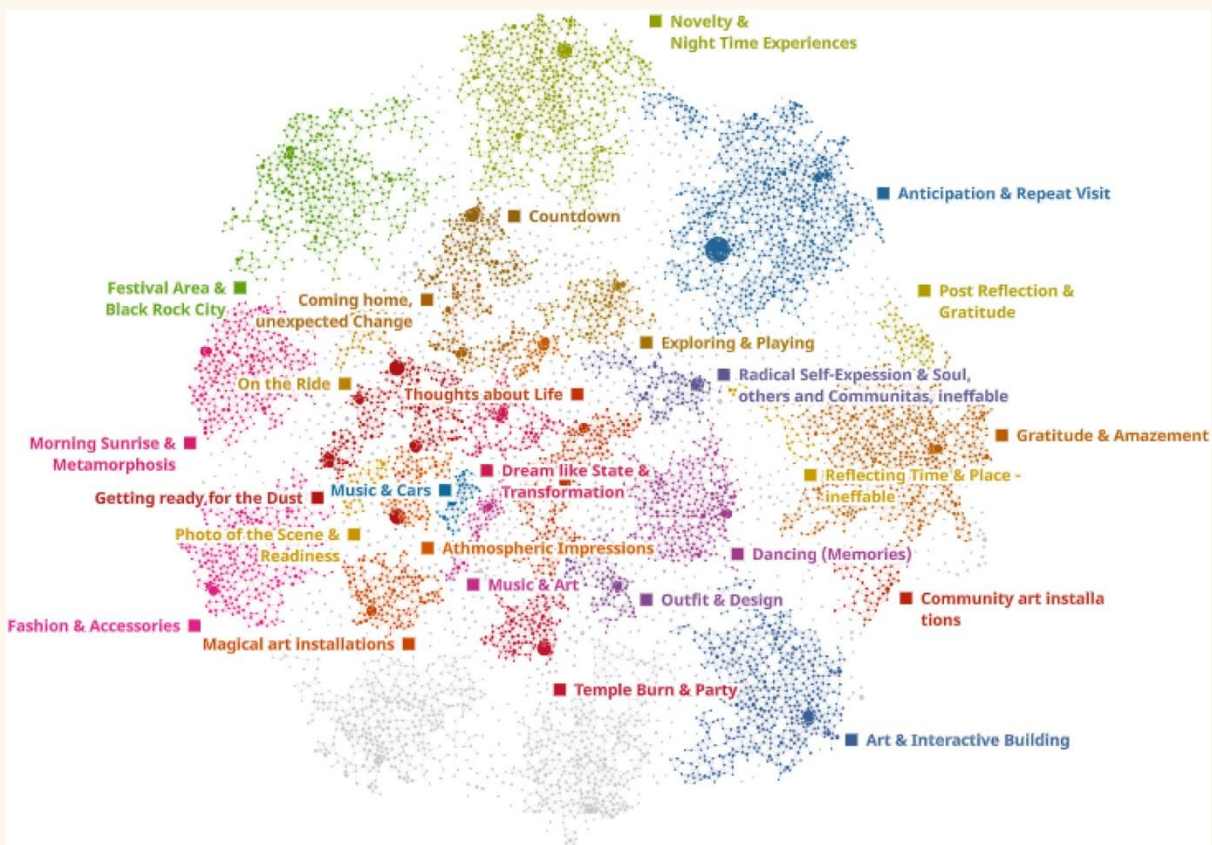 Novelty &
Night Time Experiences
Anticipation & Repeat Visit
Countdown
Festival Area &
Black Rock City
Coming home,
unexpected Change
Post Reflection &
Gratitude
Exploring & Playing
On the Ride
Radical Self-Expession & Soul,
others and Communitas, ineffable
Thoughts about Life
Morning Sunrise &
Metamorphosis
Gratitude & Amazement
Dream like State &
Transformation
Reflecting Time & Place -
ineffable
Getting ready for the Dust
Music & Cars
Photo of the Scene &
Readiness
Athmospheric Impressions
Dancing (Memories)
Music & Art
Outfit & Design
Community art installa
tions
Fashion & Accessories
Magical art installations
Temple Burn & Party
Art & Interactive Building